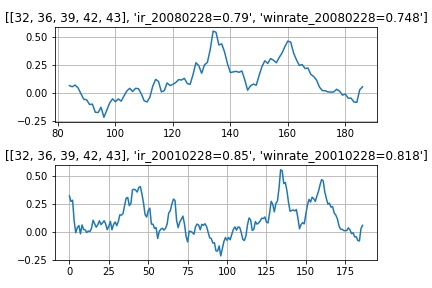 [[32, 36, 39, 42, 43], 'ir_20080228=0.79', 'winrate_20080228=0.748']
0.50
0.25
0.00
−0.25
80 100 120 140 160 180
[[32, 36, 39, 42, 43], 'ir_20010228=0.85', 'winrate_20010228=0.818']
0.50
0.25
0.00
−0.25
0 25 50 75 100 125 150 175